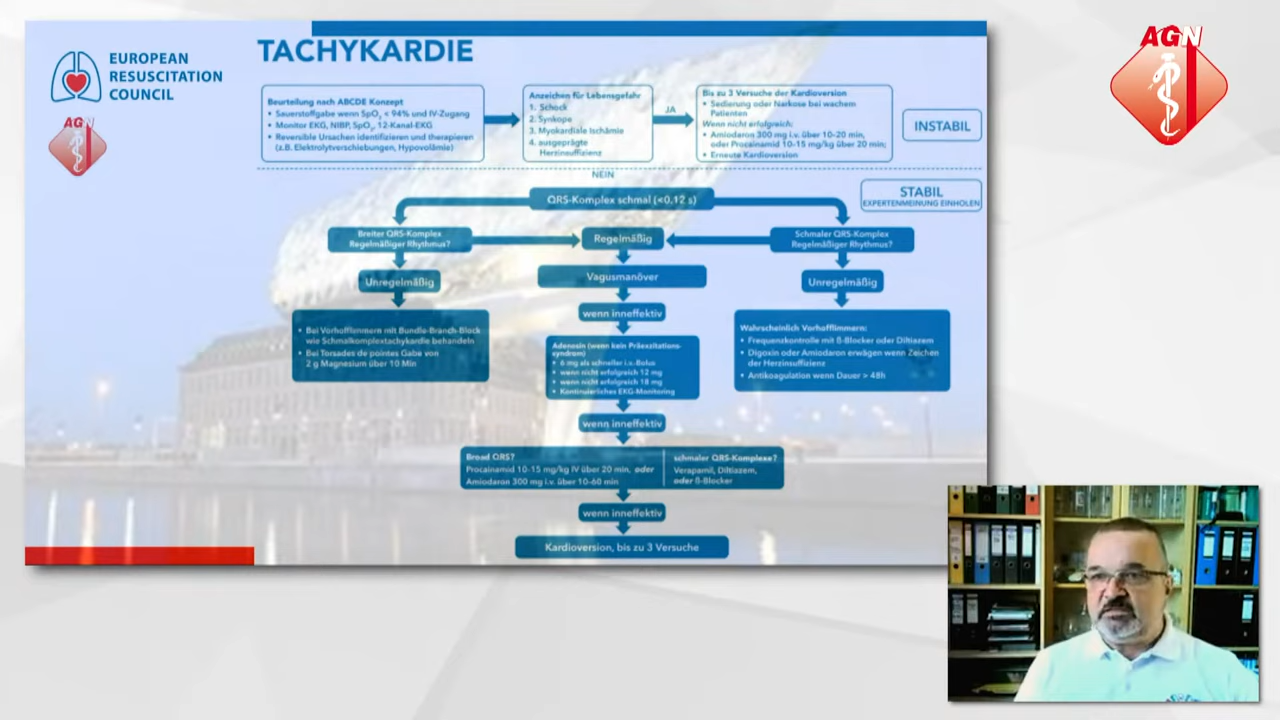 EUROPEAN
RESUSCITATION
COUNCIL
AGN
TACHYKARDIE
Beurteilung nach ABCDE Konzept
• Sauerstoffgabe wenn SpO2 < 94% und IV-Zugang
• Monitor EKG, NIBP, SpO2, 12-Kanal-EKG
• Reversible Ursachen identifizieren und therapieren
(z.B. Elektrolytverschiebungen, Hypovolämie)
Anzeichen für Lebensgefahr
1. Schock
2. Synkope
3. Myokardiale Ischämie
4. ausgeprägte
Herzinsuffizienz
JA
Bis zu 3 Versuche der Kardioversion
• Sedierung oder Narkose bei wachem
Patienten
Wenn nicht erfolgreich:
• Amiodaron 300 mg i.v. über 10-20 min,
oder Procainamid 10-15 mg/kg über 20 min;
• Erneute Kardioversion
INSTABIL
NEIN
STABIL
EXPERTENMEINUNG EINHOLEN
QRS-Komplex schmal (<0,12 s)
Breiter QRS-Komplex
Regelmäßiger Rhythmus?
Regelmäßig
Schmaler QRS-Komplex
Regelmäßiger Rhythmus?
Unregelmäßig
Vagusmanöver
Unregelmäßig
wenn inneffektiv
• Bei Vorhofflimmern mit Bundle-Branch-Block
wie Schmalkomplextachykardie behandeln
• Bei Torsades de pointes Gabe von
2 g Magnesium über 10 Min
Adenosin (wenn kein Präexzitations-
syndrom)
• 6 mg als schneller i.v.-Bolus
• wenn nicht erfolgreich 12 mg
• wenn nicht erfolgreich 18 mg
• Kontinuierliches EKG-Monitoring
Wahrscheinlich Vorhofflimmern:
• Frequenzkontrolle mit ß-Blocker oder Diltiazem
• Digoxin oder Amiodaron erwägen wenn Zeichen
der Herzinsuffizienz
• Antikoagulation wenn Dauer > 48h
wenn inneffektiv
Broad QRS?
Procainamid 10-15 mg/kg IV über 20 min, oder
Amiodaron 300 mg i.v. über 10-60 min
schmaler QRS-Komplexe?
Verapamil, Diltiazem,
oder ß-Blocker
wenn inneffektiv
Kardioversion, bis zu 3 Versuche
AGN